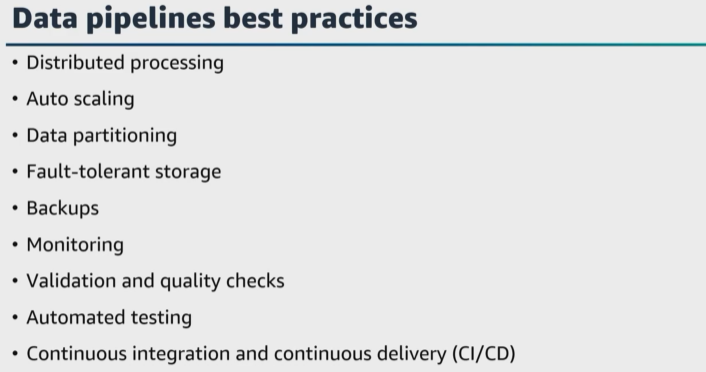 Data pipelines best practices
• Distributed processing
• Auto scaling
• Data partitioning
• Fault-tolerant storage
• Backups
• Monitoring
• Validation and quality checks
• Automated testing
• Continuous integration and continuous delivery (CI/CD)